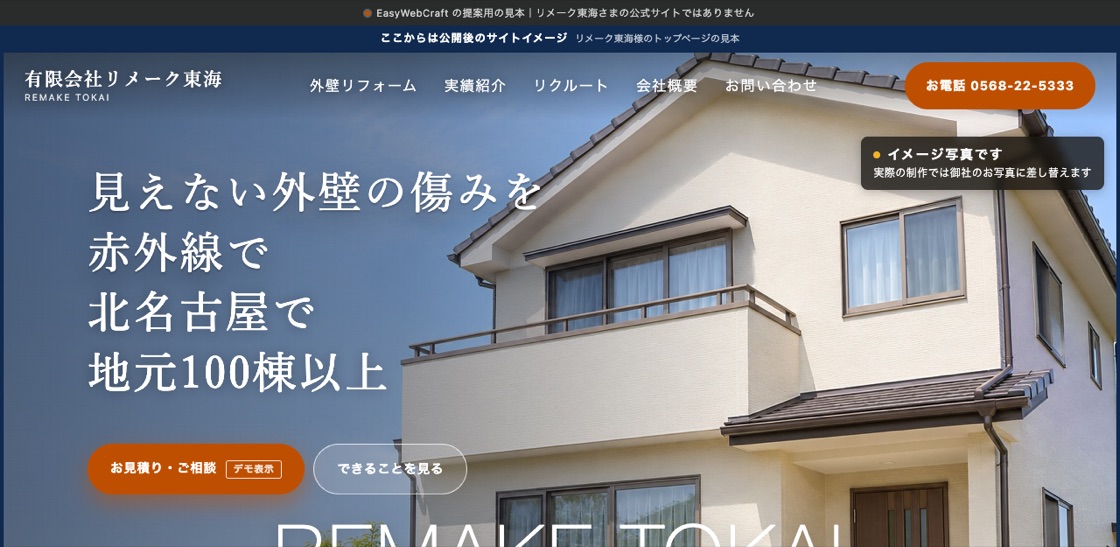 EasyWebCraft の提案用の見本｜リメーク東海さまの公式サイトではありません
ここからは公開後のサイトイメージ リメーク東海様のトップページの見本
有限会社リメーク東海
REMAKE TOKAI
外壁リフォーム 実績紹介 リクルート 会社概要 お問い合わせ
お電話 0568-22-5333
イメージ写真です
実際の制作では御社のお写真に差し替えます
見えない外壁の傷みを
赤外線で
北名古屋で
地元100棟以上
お見積り・ご相談 デモ表示
できることを見る
REMAKE TOKAI